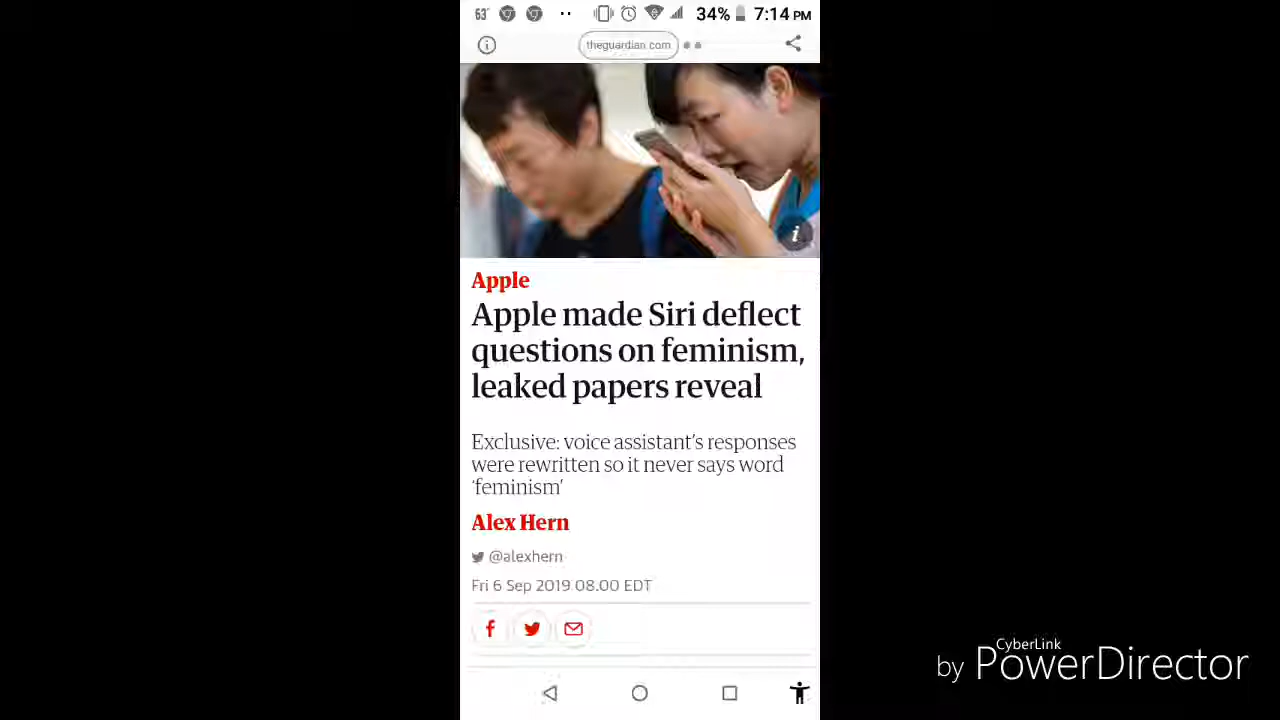 63° 34% 7:14 PM
theguardian.com
i
Apple
Apple made Siri deflect
questions on feminism,
leaked papers reveal
Exclusive: voice assistant's responses
were rewritten so it never says word
'feminism'
Alex Hern
@alexhern
Fri 6 Sep 2019 08.00 EDT
CyberLink
by PowerDirector